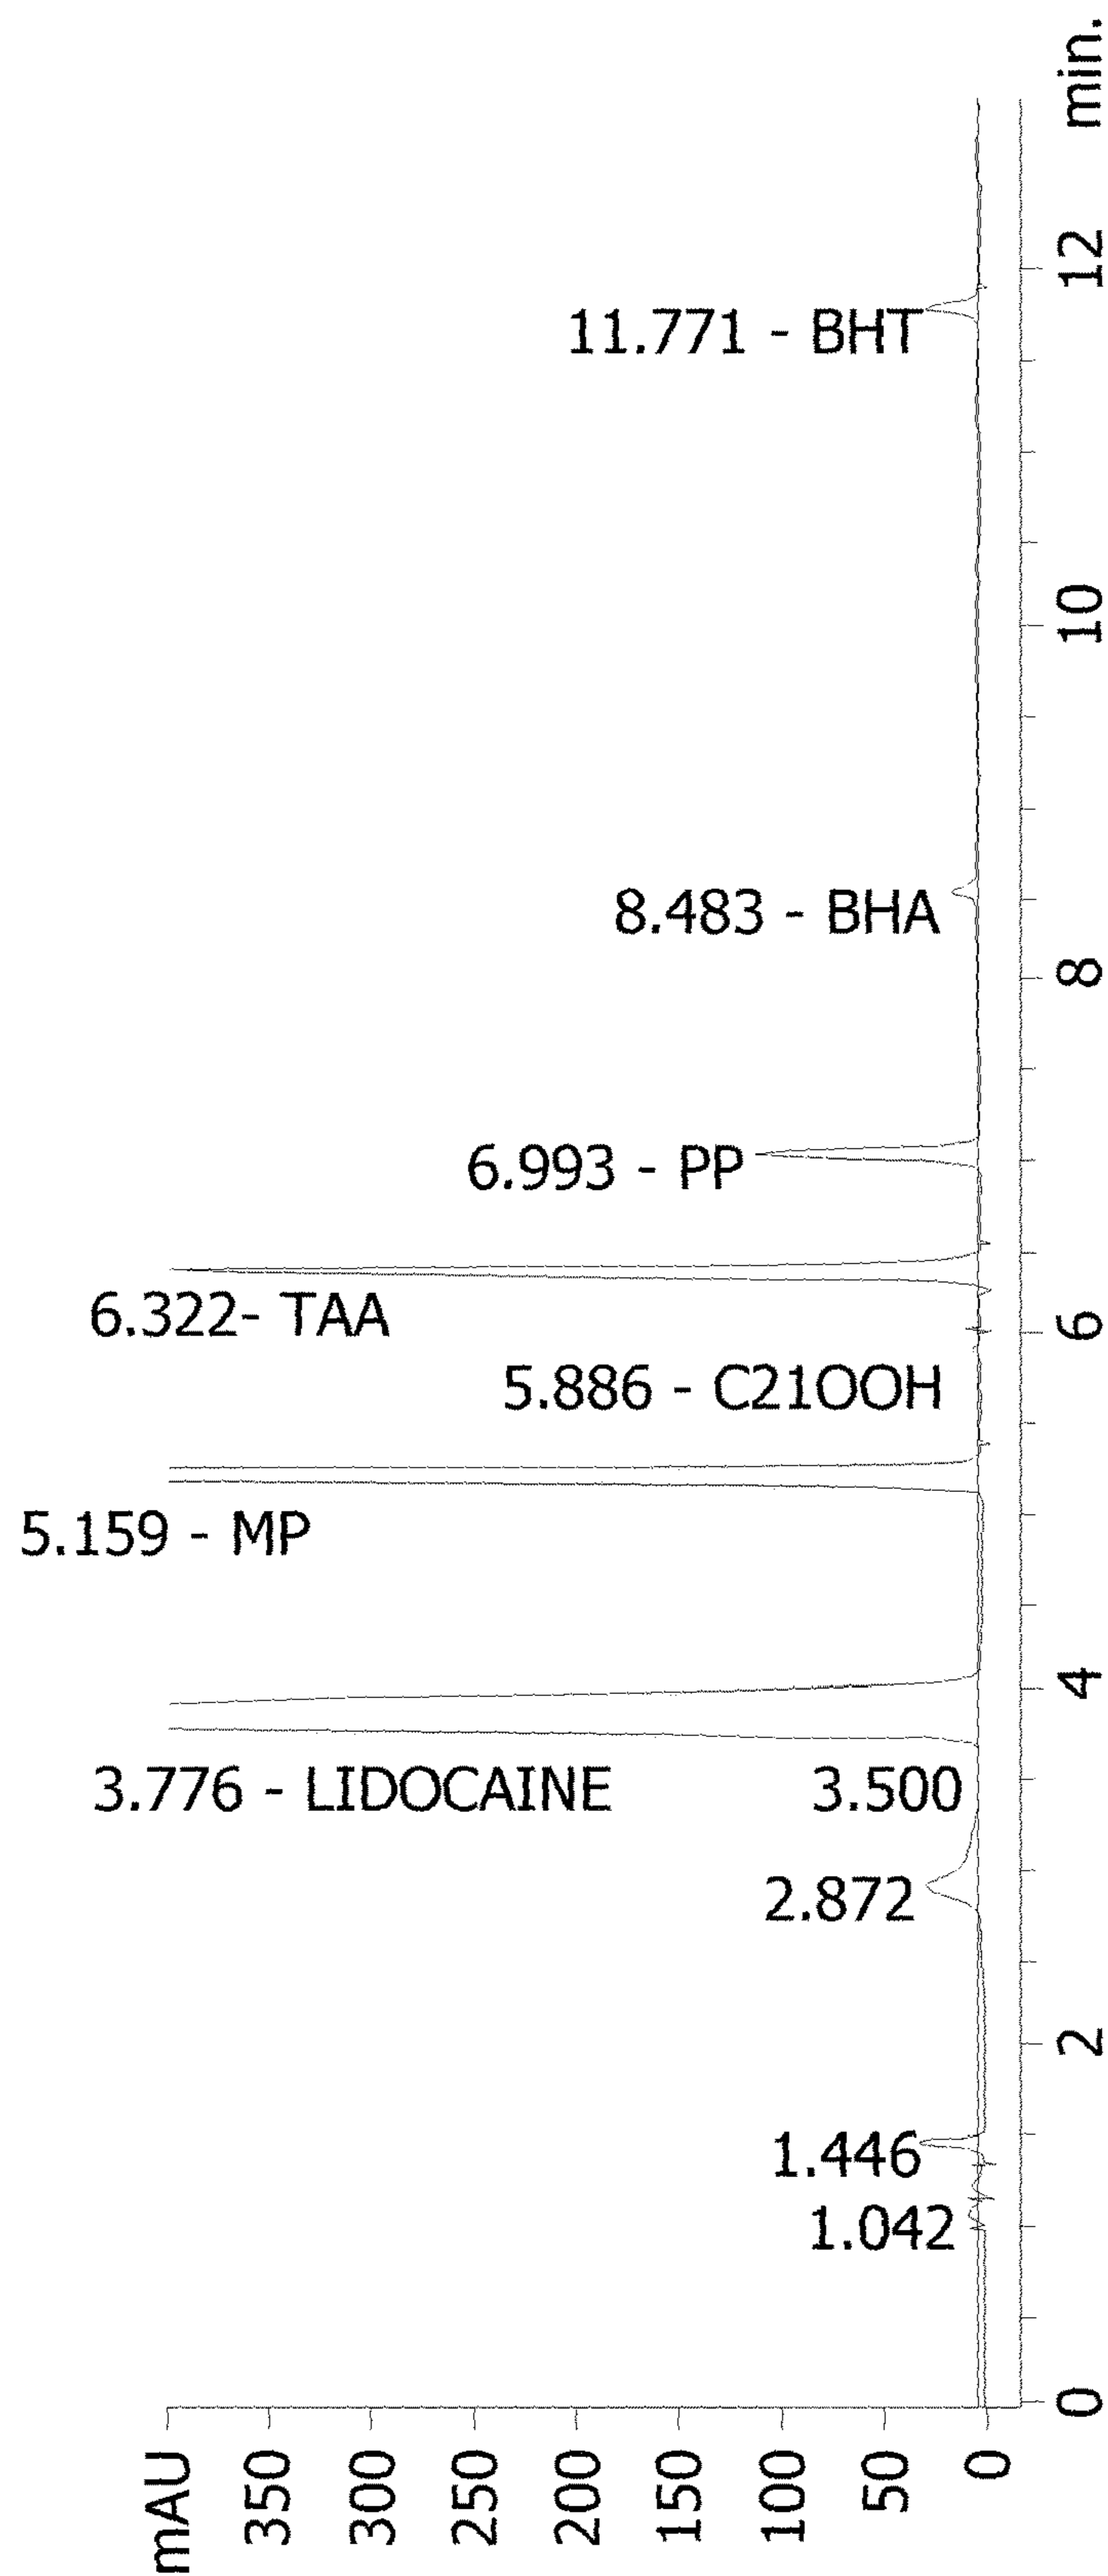 min.
12
11.771 - BHT
10
8.483 - BHA
8
6.993 - PP
6.322- TAA
6
5.886 - C21OOH
5.159 - MP
4
3.776 - LIDOCAINE
3.500
2.872
2
1.446
1.042
0
mAU
350
300
250
200
150
100
50
0